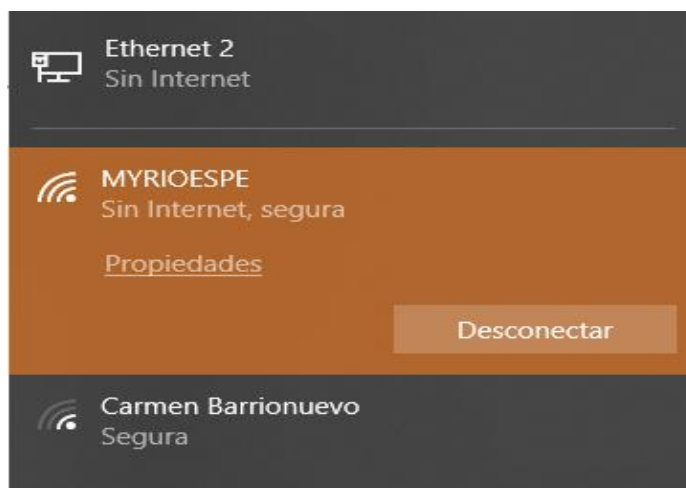 Ethernet 2
Sin Internet
MYRIOESPE
Sin Internet, segura
Propiedades
Desconectar
Carmen Barrionuevo
Segura